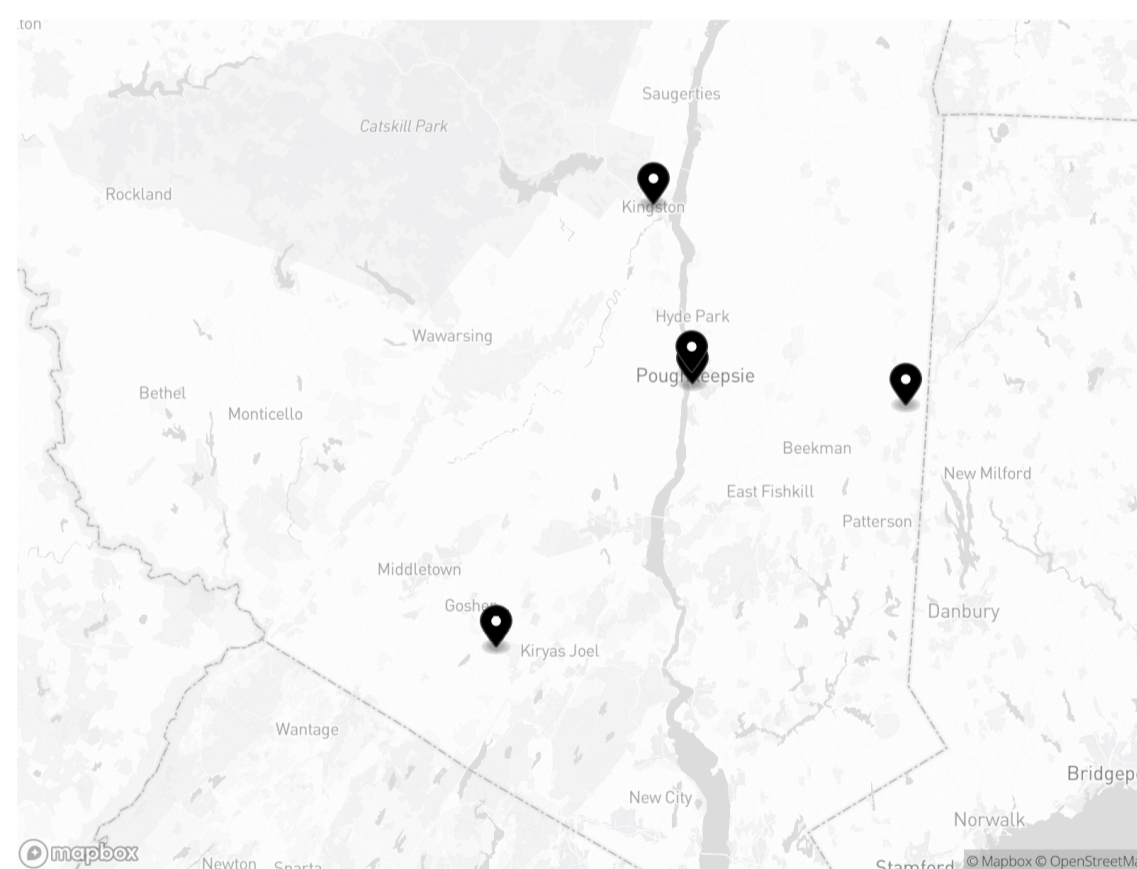 ton
Saugerties
Catskill Park
Rockland
Kingston
Hyde Park
Wawarsing
Poughkeepsie
Bethel
Monticello
Beekman
New Milford
East Fishkill
Patterson
Middletown
Goshen
Danbury
Kiryas Joel
Wantage
Bridgep
New City
Norwalk
mapbox
Newton
Sparta
Stamford
© Mapbox © OpenStreetMa